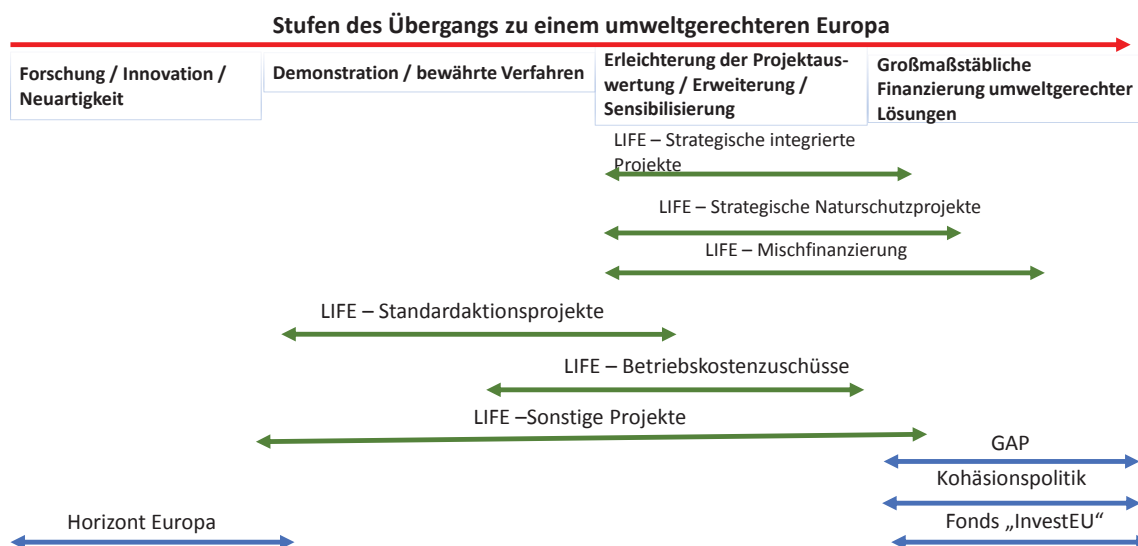 Stufen des Übergangs zu einem umweltgerechteren Europa
Forschung / Innovation /
Neuartigkeit
Demonstration / bewährte Verfahren
Erleichterung der Projektaus-
wertung / Erweiterung /
Sensibilisierung
Großmaßstäbliche
Finanzierung umweltgerechter
Lösungen
LIFE – Strategische integrierte
Projekte
LIFE – Strategische Naturschutzprojekte
LIFE – Mischfinanzierung
LIFE – Standardaktionsprojekte
LIFE – Betriebskostenzuschüsse
LIFE –Sonstige Projekte
GAP
Kohäsionspolitik
Horizont Europa
Fonds „InvestEU“